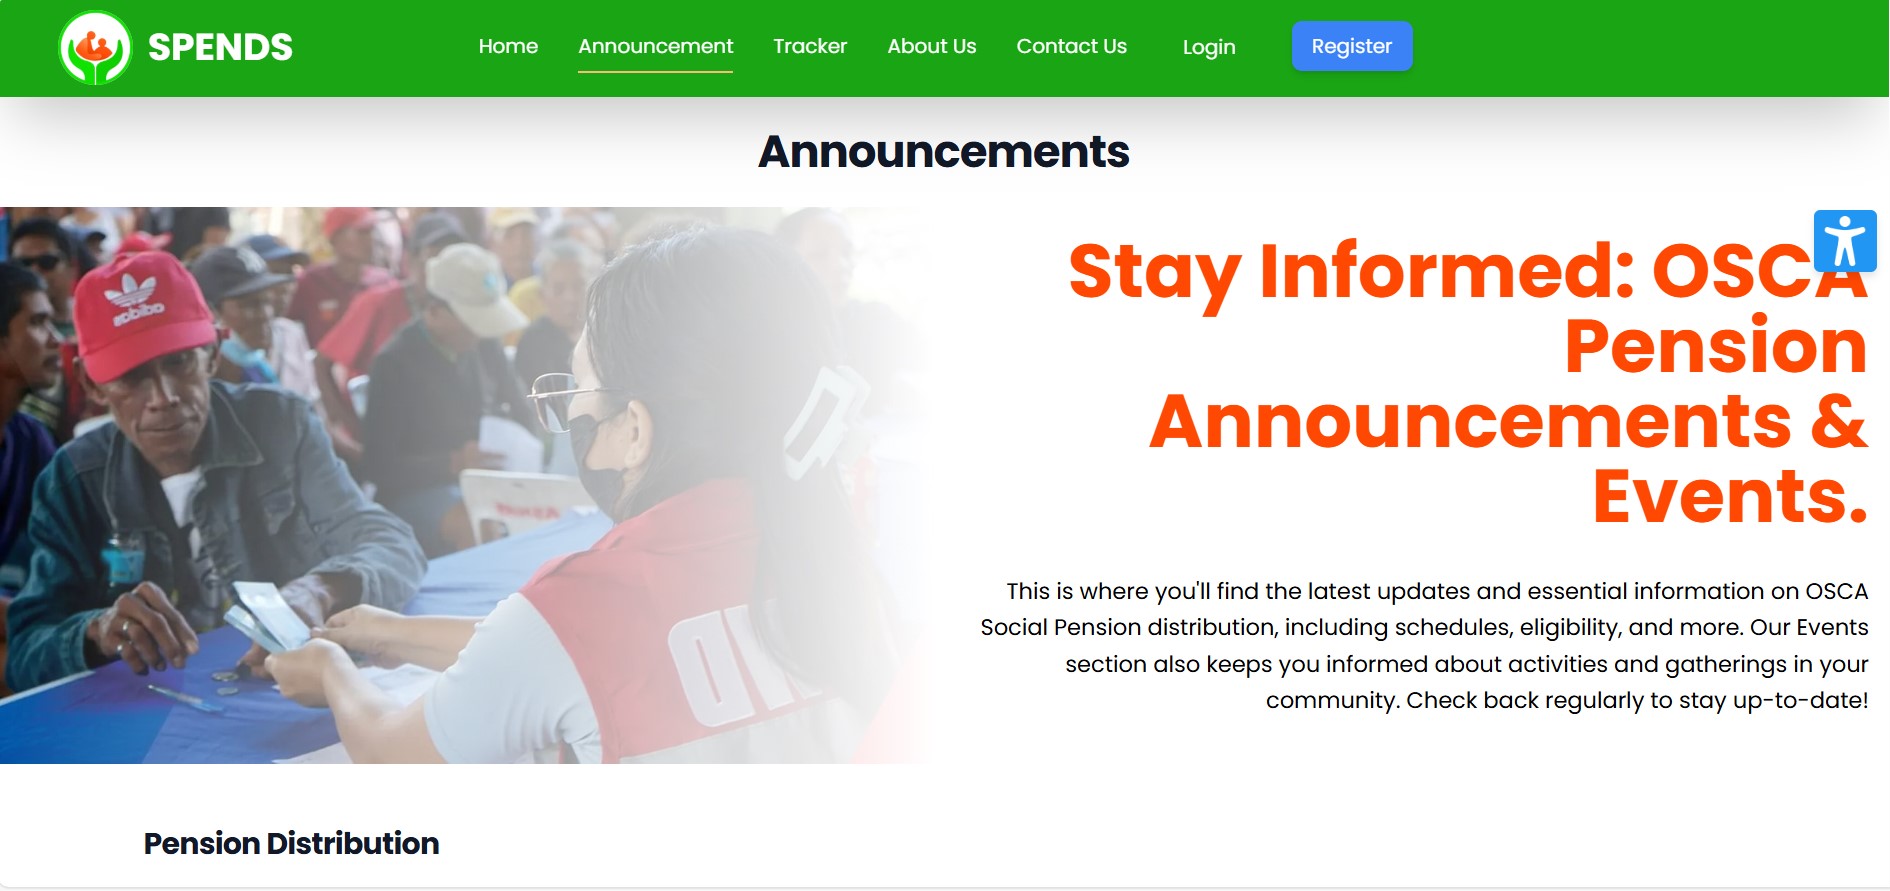 SPENDS
Home
Announcement
Tracker
About Us
Contact Us
Login
Register
Announcements
Stay Informed: OSCA
Pension
Announcements &
Events.
This is where you'll find the latest updates and essential information on OSCA
Social Pension distribution, including schedules, eligibility, and more. Our Events
section also keeps you informed about activities and gatherings in your
community. Check back regularly to stay up-to-date!
Pension Distribution